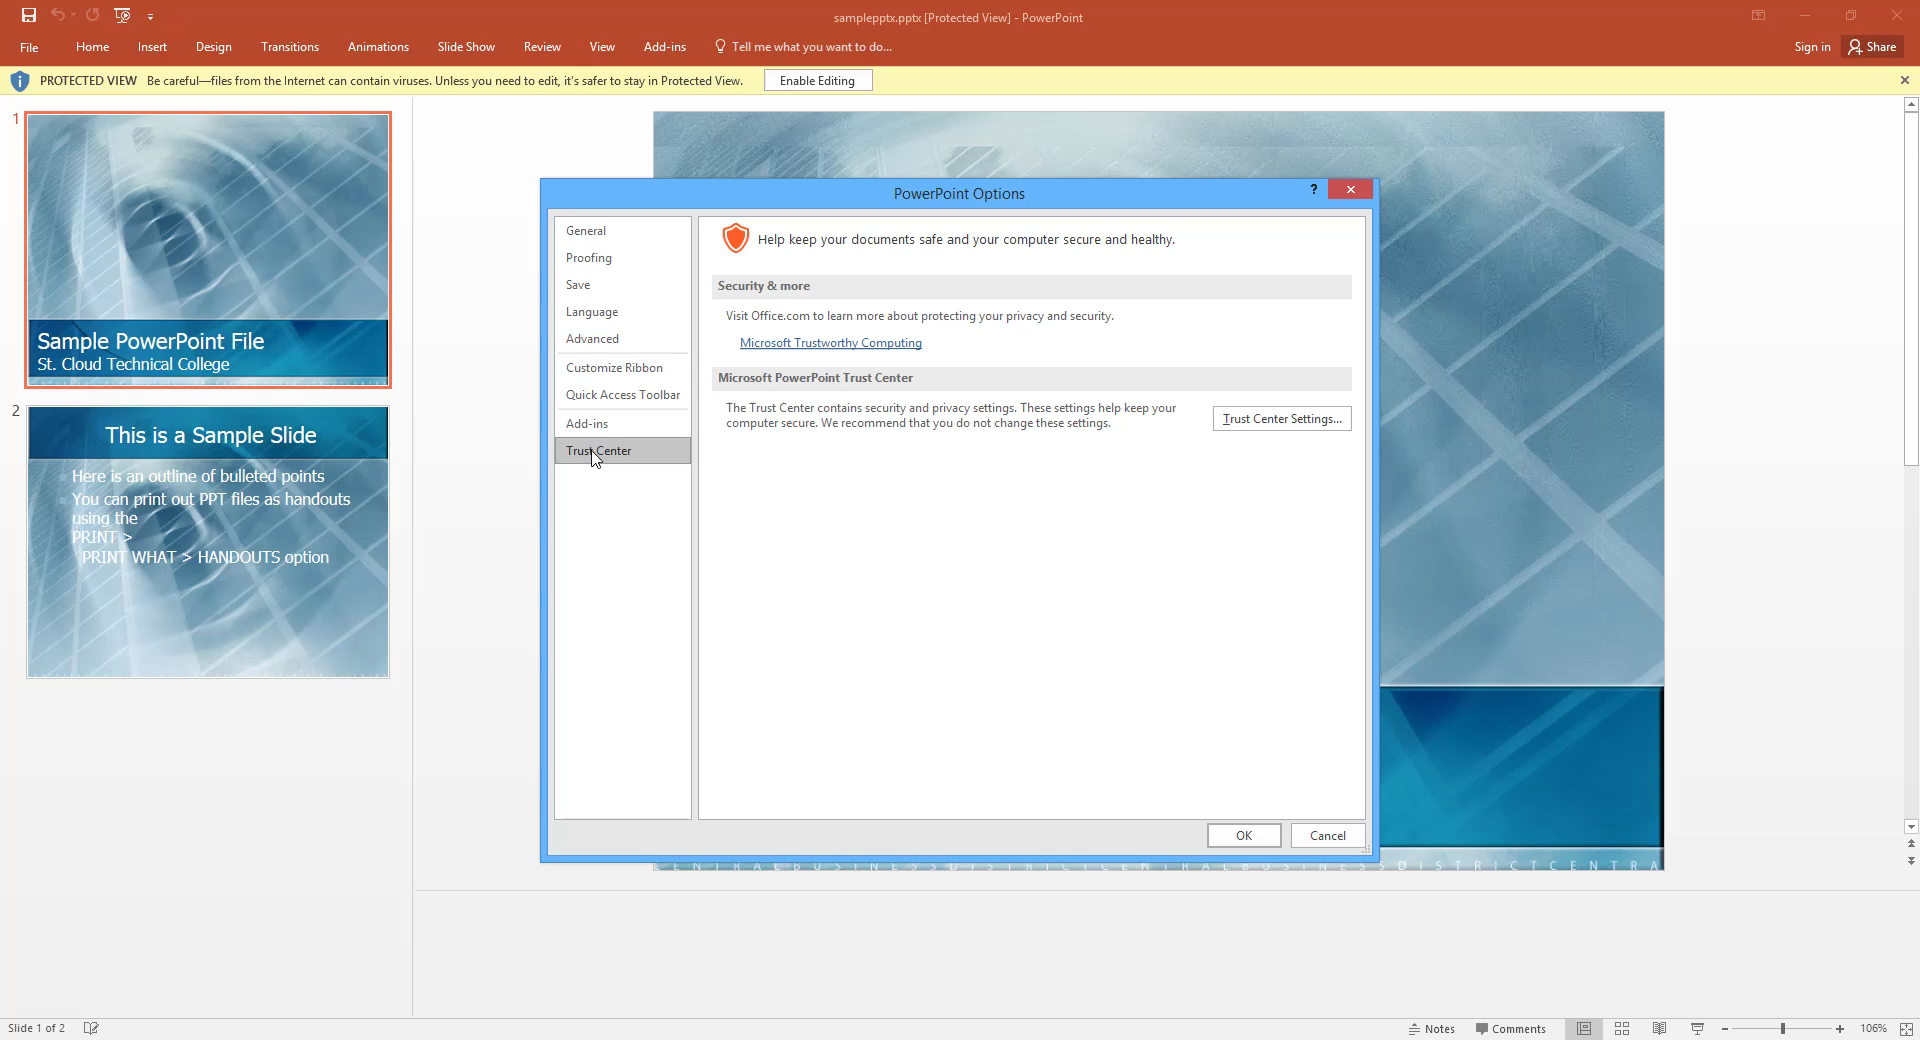 samplepptx.pptx [Protected View] - PowerPoint
File Home Insert Design Transitions Animations Slide Show Review View Add-ins Tell me what you want to do... Sign in Share
PROTECTED VIEW Be careful—files from the Internet can contain viruses. Unless you need to edit, it's safer to stay in Protected View. Enable Editing
1
Sample PowerPoint File
St. Cloud Technical College
2
This is a Sample Slide
Here is an outline of bulleted points
You can print out PPT files as handouts
using the
PRINT >
PRINT WHAT > HANDOUTS option
PowerPoint Options
?
General
Proofing
Save
Language
Advanced
Customize Ribbon
Quick Access Toolbar
Add-ins
Trust Center
Help keep your documents safe and your computer secure and healthy.
Security & more
Visit Office.com to learn more about protecting your privacy and security.
Microsoft Trustworthy Computing
Microsoft PowerPoint Trust Center
The Trust Center contains security and privacy settings. These settings help keep your
computer secure. We recommend that you do not change these settings.
Trust Center Settings...
OK Cancel
ENTRALBUSINESSDISTRICTCENTRALBUSINESSDISTRICTCENTRA
Slide 1 of 2 Notes Comments 106%